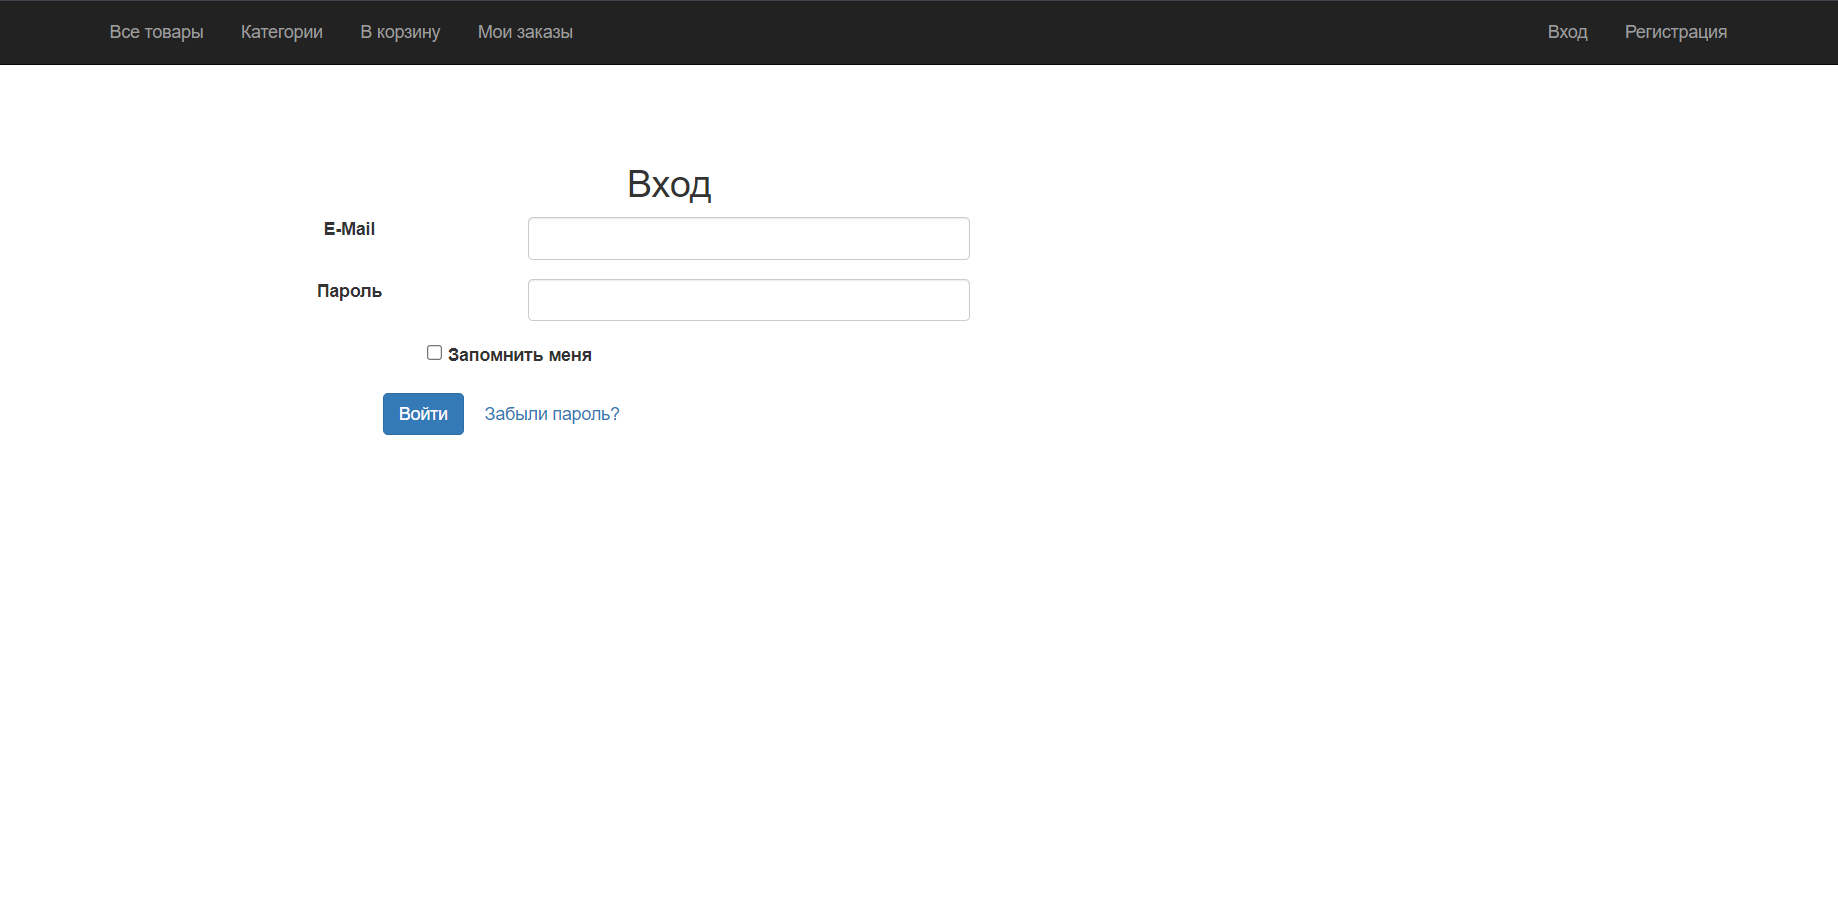 Все товары Категории В корзину Мои заказы Вход Регистрация
Вход
E-Mail
Пароль
Запомнить меня
Войти Забыли пароль?